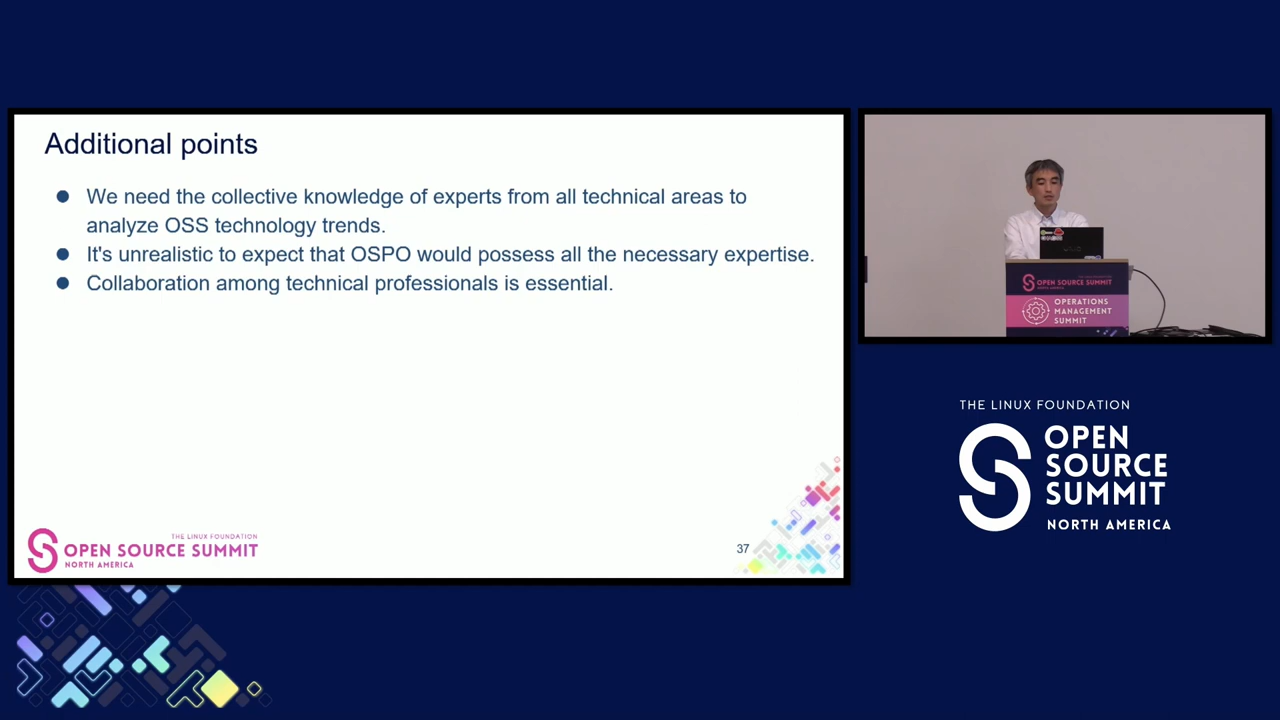 Additional points
● We need the collective knowledge of experts from all technical areas to
analyze OSS technology trends.
● It's unrealistic to expect that OSPO would possess all the necessary expertise.
● Collaboration among technical professionals is essential.
THE LINUX FOUNDATION
OPEN SOURCE SUMMIT
NORTH AMERICA
37
OPEN SOURCE SUMMIT
NORTH AMERICA
OPERATIONS
MANAGEMENT
SUMMIT
THE LINUX FOUNDATION
OPEN
SOURCE
SUMMIT
NORTH AMERICA